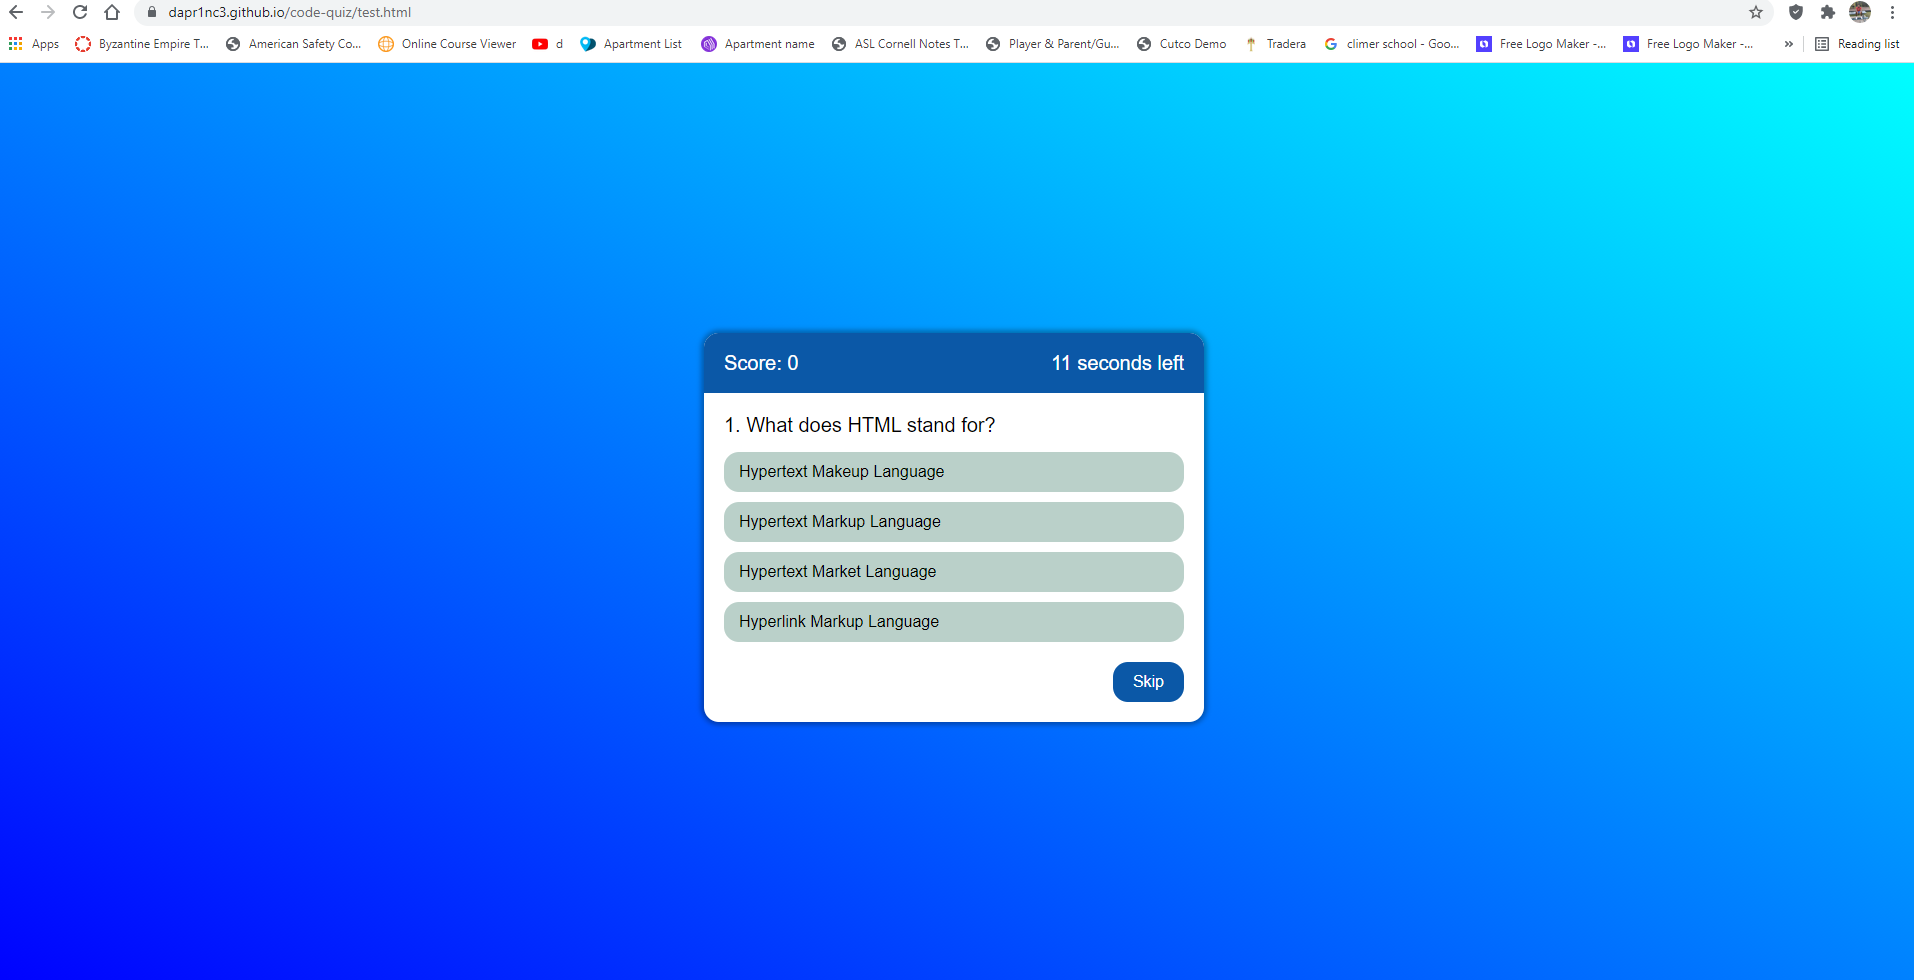 dapr1nc3.github.io/code-quiz/test.html
Apps Byzantine Empire T... American Safety Co... Online Course Viewer d Apartment List Apartment name ASL Cornell Notes T... Player & Parent/Gu... Cutco Demo Tradera climer school - Goo... Free Logo Maker -... Free Logo Maker -... » Reading list
Score: 0 11 seconds left
1. What does HTML stand for?
Hypertext Makeup Language
Hypertext Markup Language
Hypertext Market Language
Hyperlink Markup Language
Skip